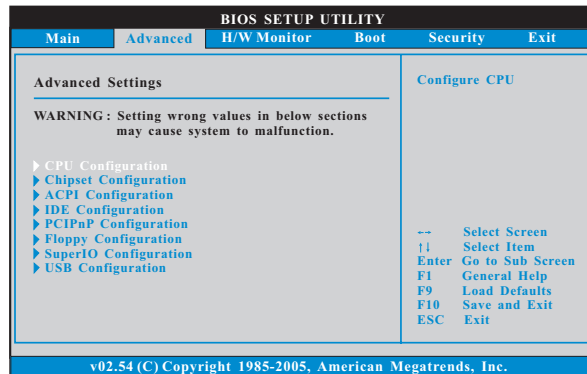 BIOS SETUP UTILITY
Main Advanced H/W Monitor Boot Security Exit
Advanced Settings
WARNING : Setting wrong values in below sections
may cause system to malfunction.
CPU Configuration
Chipset Configuration
ACPI Configuration
IDE Configuration
PCIPnP Configuration
Floppy Configuration
SuperIO Configuration
USB Configuration
Configure CPU
←→ Select Screen
↑↓ Select Item
Enter Go to Sub Screen
F1 General Help
F9 Load Defaults
F10 Save and Exit
ESC Exit
v02.54 (C) Copyright 1985-2005, American Megatrends, Inc.